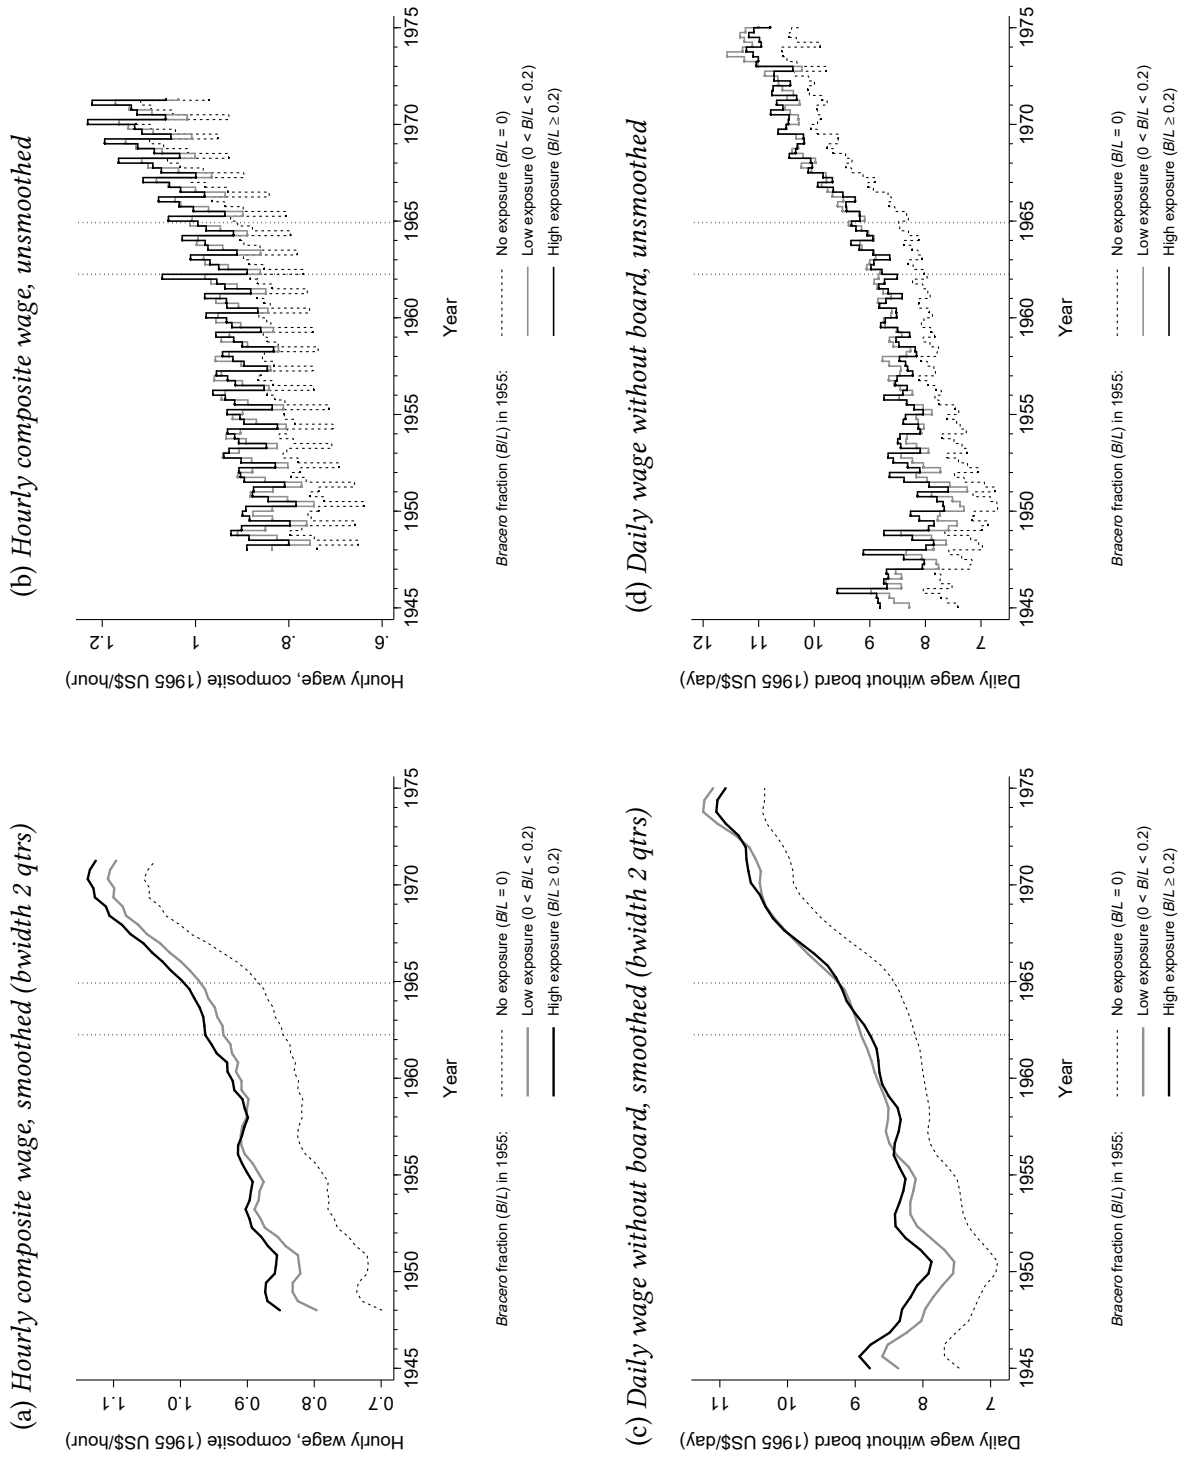 (a) Hourly composite wage, smoothed (bwidth 2 qtrs)
Hourly wage, composite (1965 US$/hour)
1.1
1.0
0.9
0.8
0.7
1945 1950 1955 1960 1965 1970 1975
Year
Bracero fraction (B/L) in 1955:
No exposure (B/L = 0)
Low exposure (0 < B/L < 0.2)
High exposure (B/L ≥ 0.2)
(b) Hourly composite wage, unsmoothed
Hourly wage, composite (1965 US$/hour)
1.2
1
.8
.6
1945 1950 1955 1960 1965 1970 1975
Year
Bracero fraction (B/L) in 1955:
No exposure (B/L = 0)
Low exposure (0 < B/L < 0.2)
High exposure (B/L ≥ 0.2)
(c) Daily wage without board, smoothed (bwidth 2 qtrs)
Daily wage without board (1965 US$/day)
11
10
9
8
7
1945 1950 1955 1960 1965 1970 1975
Year
Bracero fraction (B/L) in 1955:
No exposure (B/L = 0)
Low exposure (0 < B/L < 0.2)
High exposure (B/L ≥ 0.2)
(d) Daily wage without board, unsmoothed
Daily wage without board (1965 US$/day)
12
11
10
9
8
7
1945 1950 1955 1960 1965 1970 1975
Year
Bracero fraction (B/L) in 1955:
No exposure (B/L = 0)
Low exposure (0 < B/L < 0.2)
High exposure (B/L ≥ 0.2)